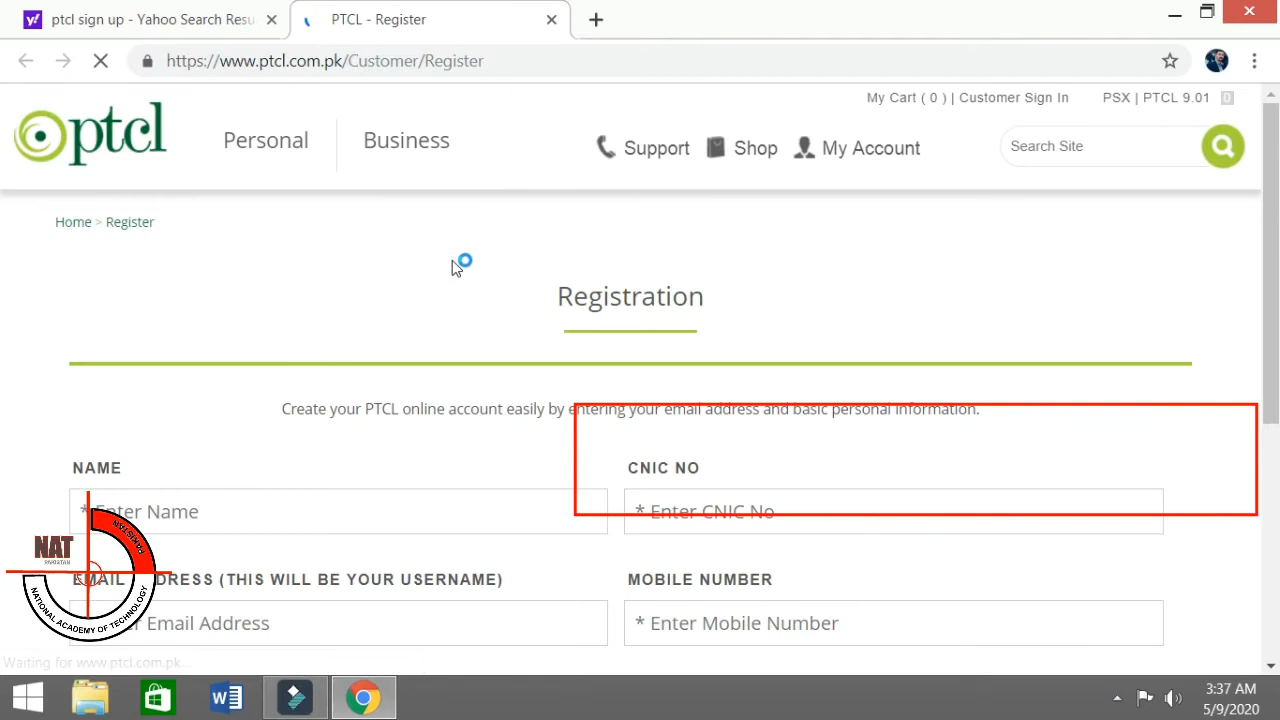 ptcl sign up - Yahoo Search Resu
PTCL - Register
https://www.ptcl.com.pk/Customer/Register
My Cart ( 0 ) | Customer Sign In
PSX | PTCL 9.01 0
ptcl
Personal
Business
Support
Shop
My Account
Search Site
Home > Register
Registration
Create your PTCL online account easily by entering your email address and basic personal information.
NAME
CNIC NO
* Enter Name
* Enter CNIC No
EMAIL ADDRESS (THIS WILL BE YOUR USERNAME)
MOBILE NUMBER
Enter Email Address
* Enter Mobile Number
NAT
PAKISTAN
PAKISTAN
NATIONAL ACADEMY OF TECHNOLOGY
Waiting for www.ptcl.com.pk...
3:37 AM
5/9/2020